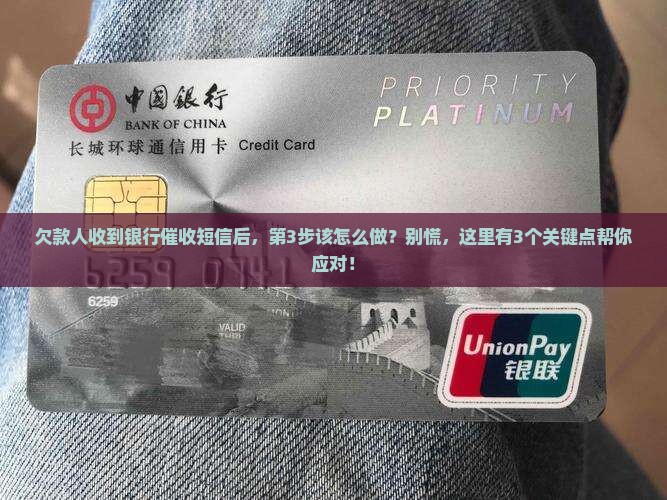 PRIORITY
PLATINUM
中国银行
BANK OF CHINA
长城环球通信用卡 Credit Card
欠款人收到银行催收短信后，第3步该怎么做？别慌，这里有3个关键点帮你
应对！
6259 0741
6259
VALID
THRU
UnionPay
银联